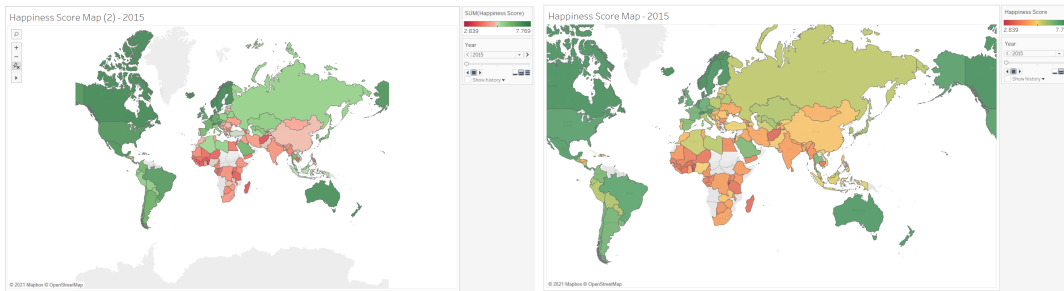 Happiness Score Map (2) - 2015
SUM(Happiness Score)
2.839 7.769
Year
2015
Show history
© 2021 Mapbox © OpenStreetMap
Happiness Score Map - 2015
Happiness Score
2.839
Year
2015
Show history
© 2021 Mapbox © OpenStreetMap